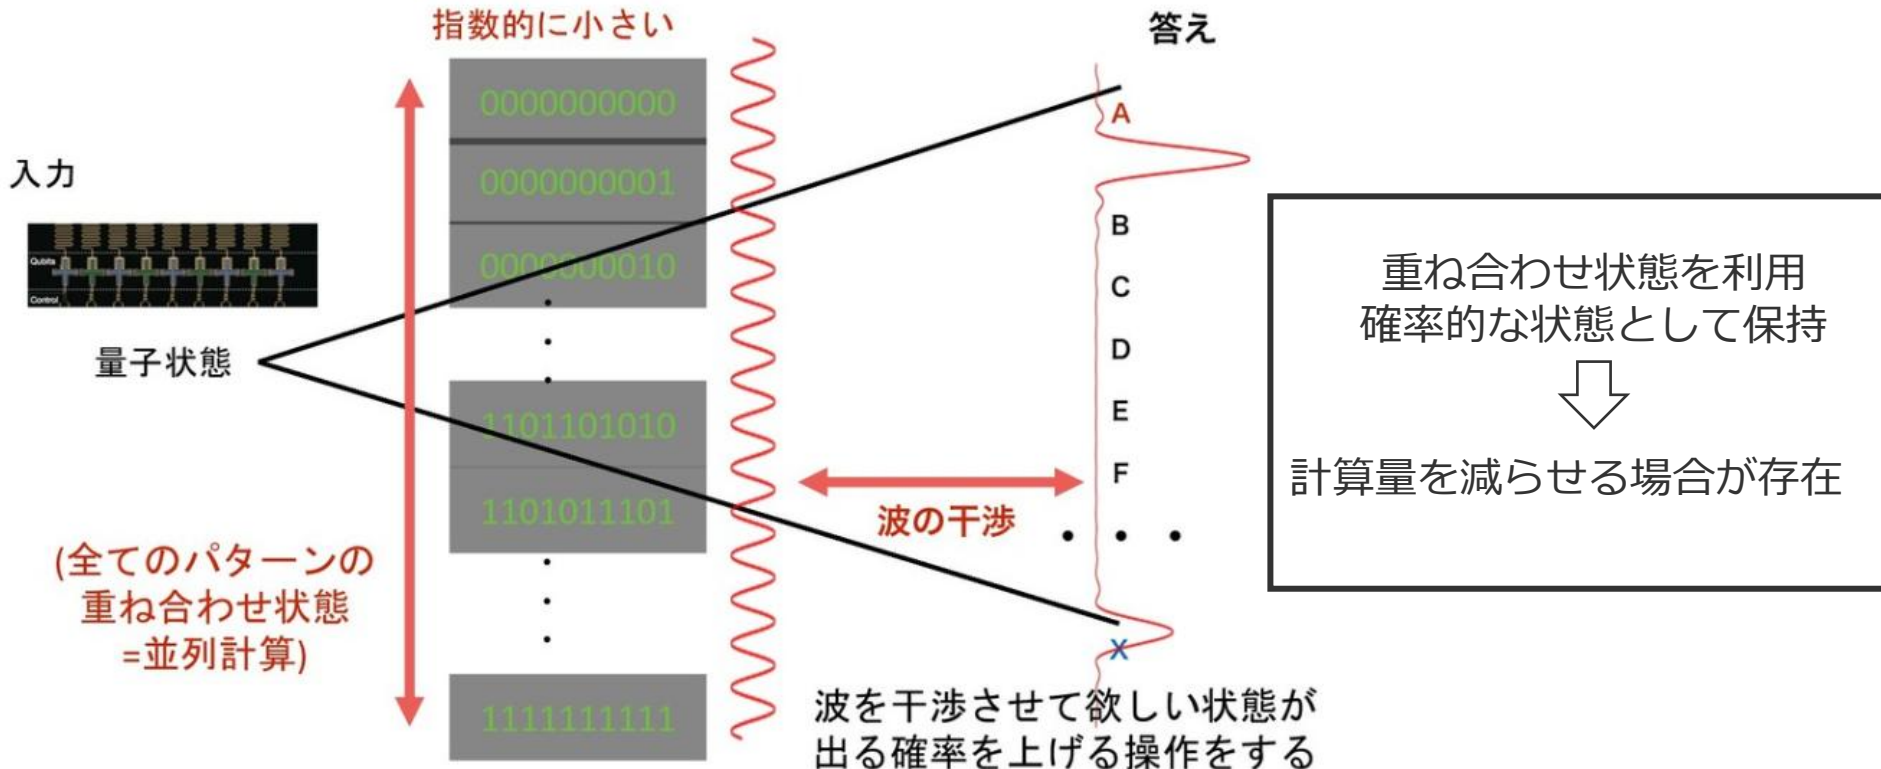 指数的に小さい
答え
入力
Qubits
Control
量子状態
0000000000
0000000001
0000000010
1101101010
1101011101
1111111111
(全てのパターンの
重ね合わせ状態
=並列計算)
波の干渉
A
B
C
D
E
F
X
波を干渉させて欲しい状態が
出る確率を上げる操作をする
重ね合わせ状態を利用
確率的な状態として保持
計算量を減らせる場合が存在